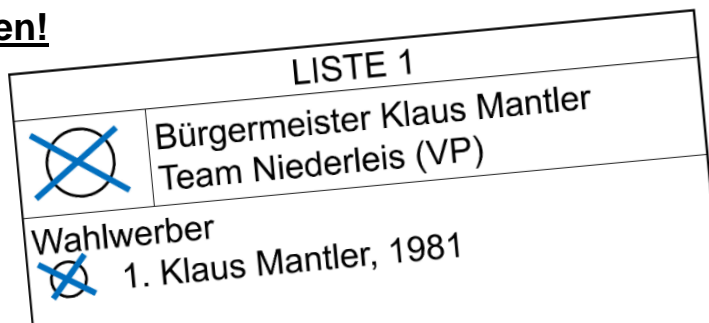 en!
LISTE 1
Bürgermeister Klaus Mantler
Team Niederleis (VP)
Wahlwerber
1. Klaus Mantler, 1981